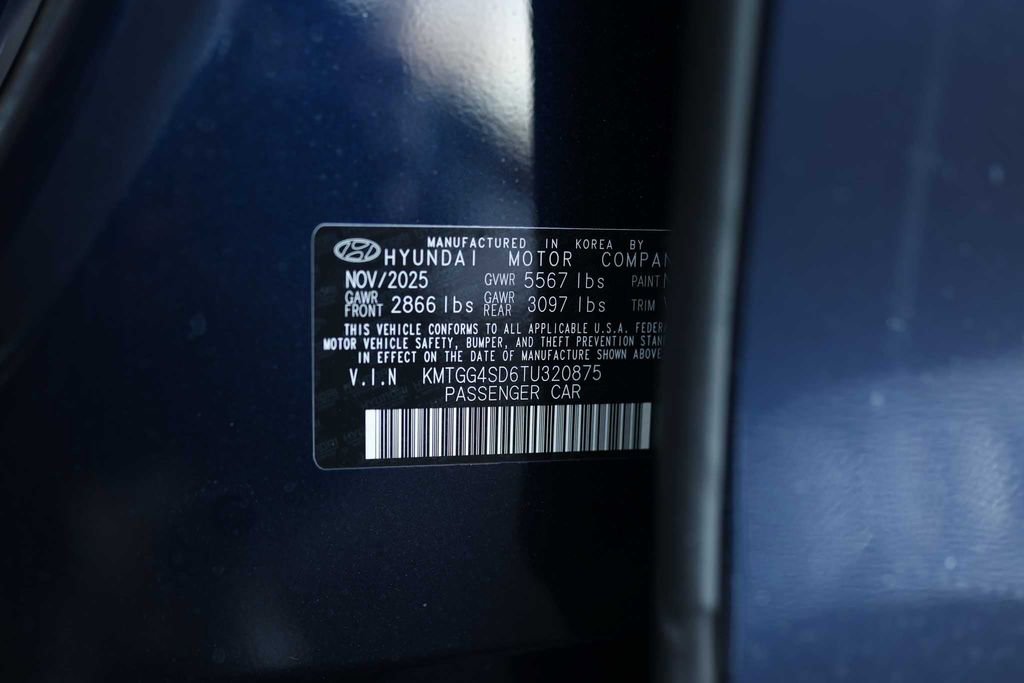 MANUFACTURED IN KOREA BY
HYUNDAI MOTOR
NOV/2025 GVWR 5567 lbs PAINT
GAWR FRONT 2866 lbs GAWR REAR 3097 lbs TRIM
THIS VEHICLE CONFORMS TO ALL APPLICABLE U.S.A.
MOTOR VEHICLE SAFETY, BUMPER, AND THEFT PREVENTION
IN EFFECT ON THE DATE OF MANUFACTURE SHOWN ABOVE
V.I.N KMTGG4SD6TU320875
PASSENGER CAR